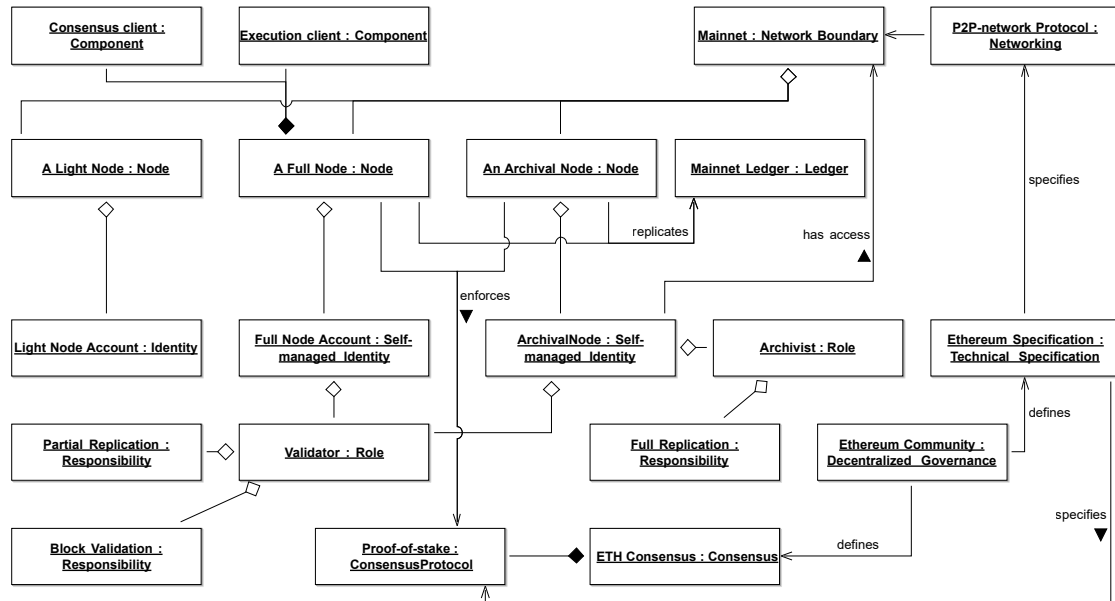 Consensus client :
Component
Execution client : Component
Mainnet : Network Boundary
P2P-network Protocol :
Networking
A Light Node : Node
A Full Node : Node
An Archival Node : Node
Mainnet Ledger : Ledger
specifies
replicates
has access
enforces
Light Node Account : Identity
Full Node Account : Self-
managed Identity
ArchivalNode : Self-
managed Identity
Archivist : Role
Ethereum Specification :
Technical Specification
defines
Partial Replication :
Responsibility
Validator : Role
Full Replication :
Responsibility
Ethereum Community :
Decentralized Governance
specifies
Block Validation :
Responsibility
Proof-of-stake :
ConsensusProtocol
ETH Consensus : Consensus
defines